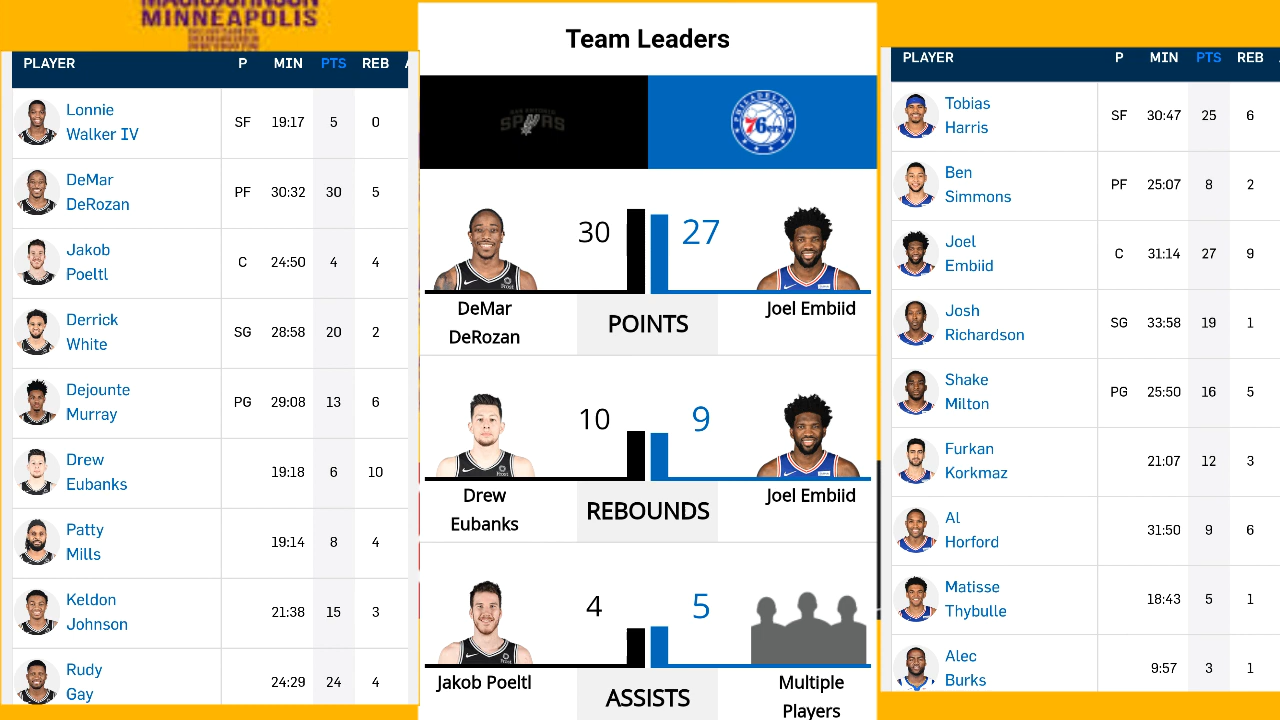 MINNEAPOLIS
PLAYER P MIN PTS REB
Lonnie
Walker IV
SF 19:17 5 0
DeMar
DeRozan
PF 30:32 30 5
Jakob
Poeltl
C 24:50 4 4
Derrick
White
SG 28:58 20 2
Dejounte
Murray
PG 29:08 13 6
Drew
Eubanks
19:18 6 10
Patty
Mills
19:14 8 4
Keldon
Johnson
21:38 15 3
Rudy
Gay
24:29 24 4
Team Leaders
SAN ANTONIO
SPURS
PHILADELPHIA
76ers
30 27
DeMar
DeRozan
POINTS
Joel Embiid
10 9
Drew
Eubanks
REBOUNDS
Joel Embiid
4 5
Jakob Poeltl
ASSISTS
Multiple
Players
PLAYER P MIN PTS REB
Tobias
Harris
SF 30:47 25 6
Ben
Simmons
PF 25:07 8 2
Joel
Embiid
C 31:14 27 9
Josh
Richardson
SG 33:58 19 1
Shake
Milton
PG 25:50 16 5
Furkan
Korkmaz
21:07 12 3
Al
Horford
31:50 9 6
Matisse
Thybulle
18:43 5 1
Alec
Burks
9:57 3 1